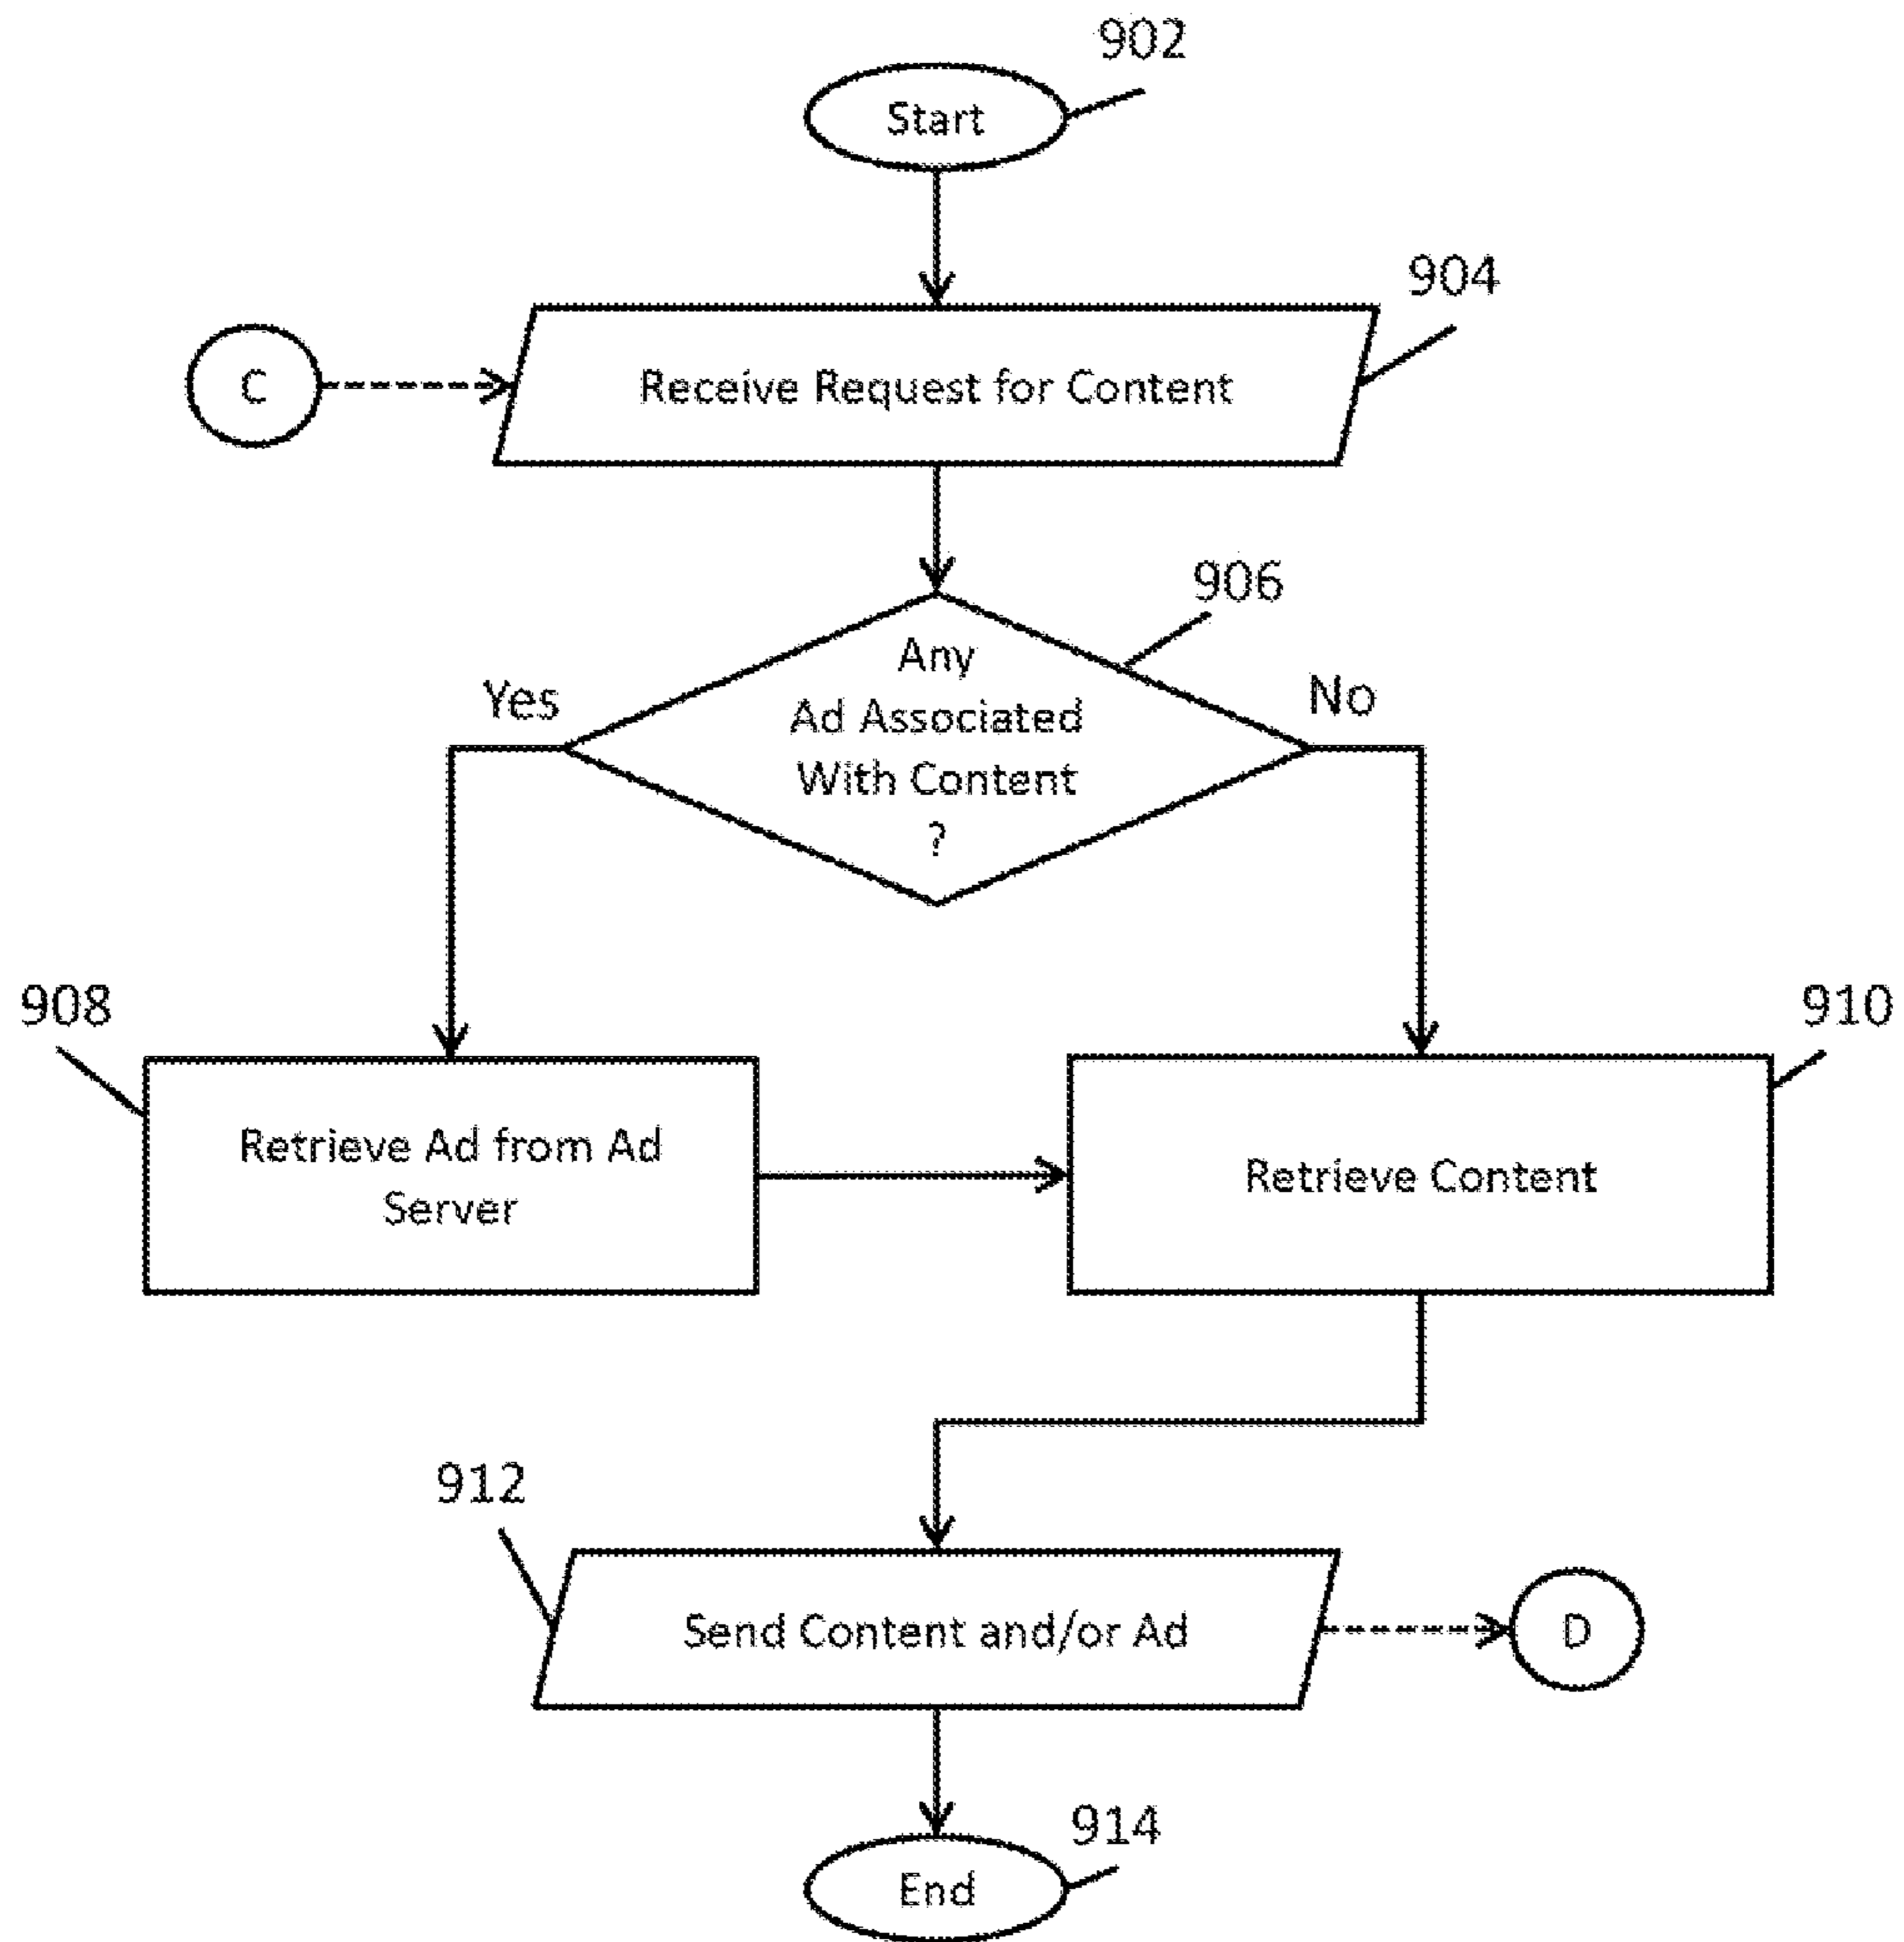 902
Start
904
C
Receive Request for Content
906
Any
Ad Associated
With Content
?
Yes
No
908
910
Retrieve Ad from Ad
Server
Retrieve Content
912
Send Content and/or Ad
D
914
End